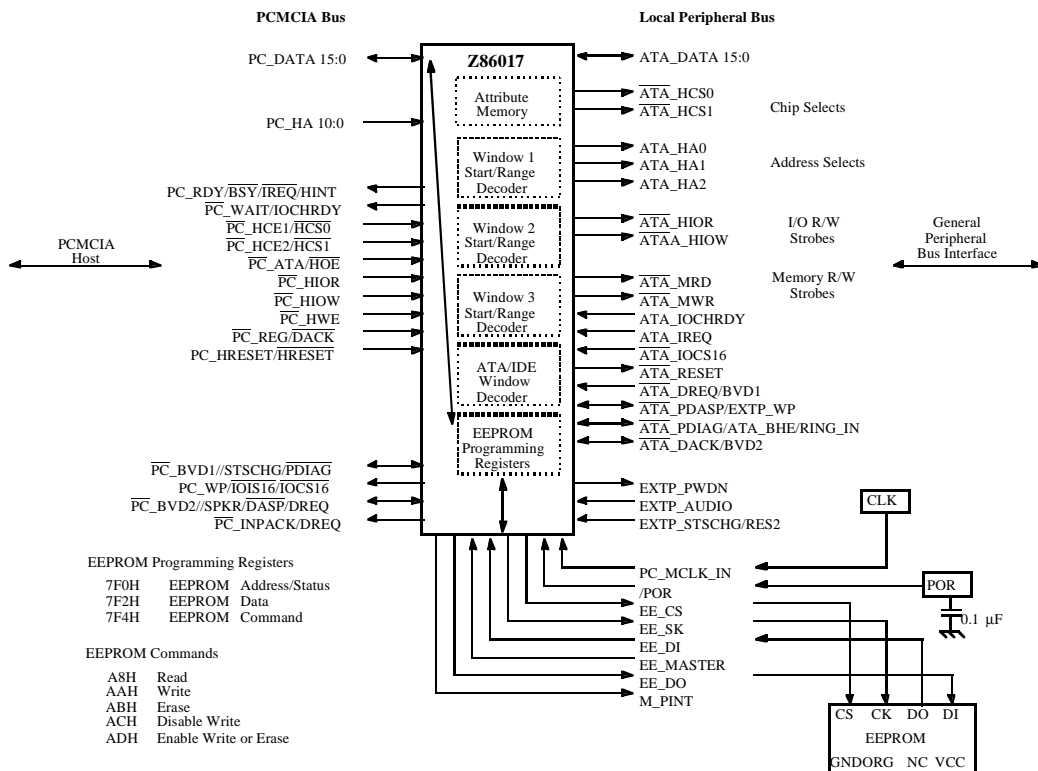 PCMCIA Bus
Local Peripheral Bus
Z86017
PC_DATA 15:0
ATA_DATA 15:0
Attribute
Memory
ATA_HCS0
ATA_HCS1
Chip Selects
PC_HA 10:0
Window 1
Start/Range
Decoder
ATA_HA0
ATA_HA1
ATA_HA2
Address Selects
PC_RDY/BSY/IREQ/HINT
PC_WAIT/IOCHRDY
PC_HCE1/HCS0
PC_HCE2/HCS1
PC_ATA/HOE
PC_HIOR
PC_HIOW
PC_HWE
PC_REG/DACK
PC_HRESET/HRESET
PCMCIA
Host
Window 2
Start/Range
Decoder
Window 3
Start/Range
Decoder
ATA/IDE
Window
Decoder
EEPROM
Programming
Registers
ATA_HIOR
ATAA_HIOW
I/O R/W
Strobes
General
Peripheral
Bus Interface
ATA_MRD
ATA_MWR
Memory R/W
Strobes
ATA_IOCHRDY
ATA_IREQ
ATA_IOCS16
ATA_RESET
ATA_DREQ/BVD1
ATA_PDASP/EXTP_WP
ATA_PDIAG/ATA_BHE/RING_IN
ATA_DACK/BVD2
PC_BVD1//STSCHG/PDIAG
PC_WP/IOIS16/IOCS16
PC_BVD2//SPKR/DASP/DREQ
PC_INPACK/DREQ
EXTP_PWDN
EXTP_AUDIO
EXTP_STSCHG/RES2
CLK
PC_MCLK_IN
/POR
EE_CS
EE_SK
EE_DI
EE_MASTER
EE_DO
M_PINT
POR
0.1 µF
EEPROM Programming Registers
7F0H EEPROM Address/Status
7F2H EEPROM Data
7F4H EEPROM Command
EEPROM Commands
A8H Read
AAH Write
ABH Erase
ACH Disable Write
ADH Enable Write or Erase
CS CK DO DI
EEPROM
GNDORG NC VCC